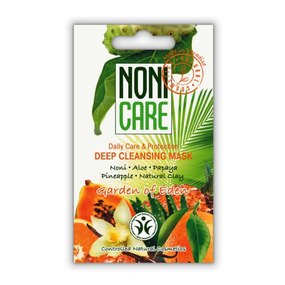 NONI
CARE
Daily Care & Protection
DEEP CLEANSING MASK
Noni • Aloe • Papaya
Pineapple • Natural Clay
Garden of Eden
Controlled Natural Cosmetics